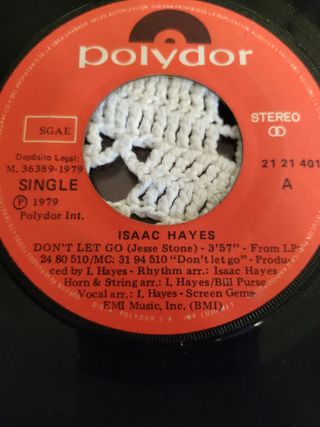 polydor
STEREO
SGAE
Depósito Legal:
M. 36389-1979
SINGLE
Ⓟ 1979
Polydor Int.
21 21 401
A
ISAAC HAYES
DON'T LET GO (Jesse Stone) - 3'57" - From LP
24 80 510/MC: 31 94 510 "Don't let go" - Produ-
ced by I. Hayes - Rhythm arr.: Isaac Hayes
Horn & String arr.: I. Hayes/Bill Purse
Vocal arr.: I. Hayes - Screen Gems
EMI Music, Inc. (BMI)